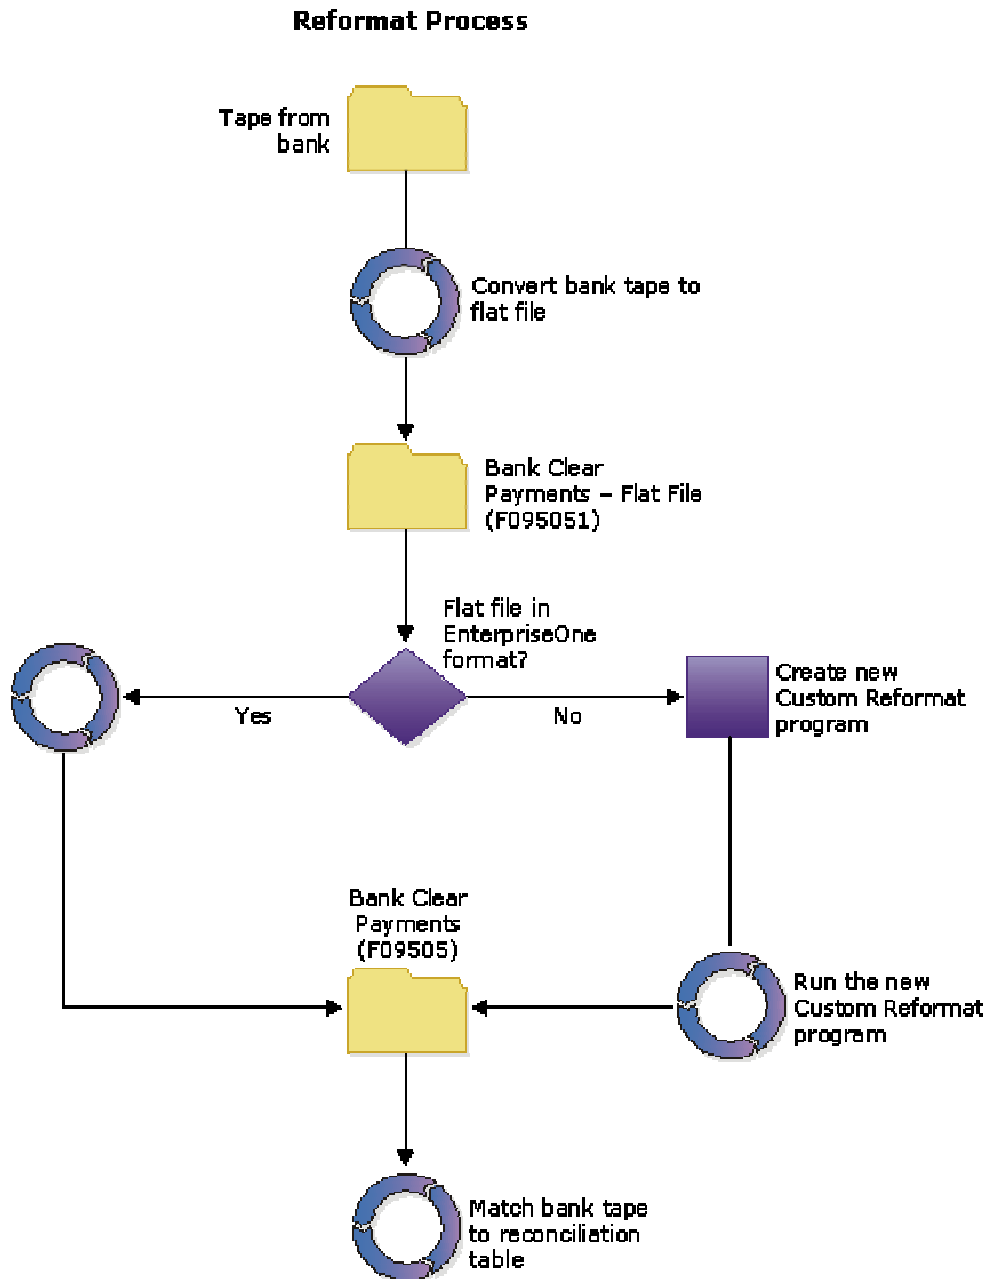 Reformat Process
Tape from
bank
Convert bank tape to
flat file
Bank Clear
Payments – Flat File
(F095051)
Flat file in
EnterpriseOne
format?
Yes
No
Create new
Custom Reformat
program
Bank Clear
Payments
(F09505)
Run the new
Custom Reformat
program
Match bank tape
to reconciliation
table